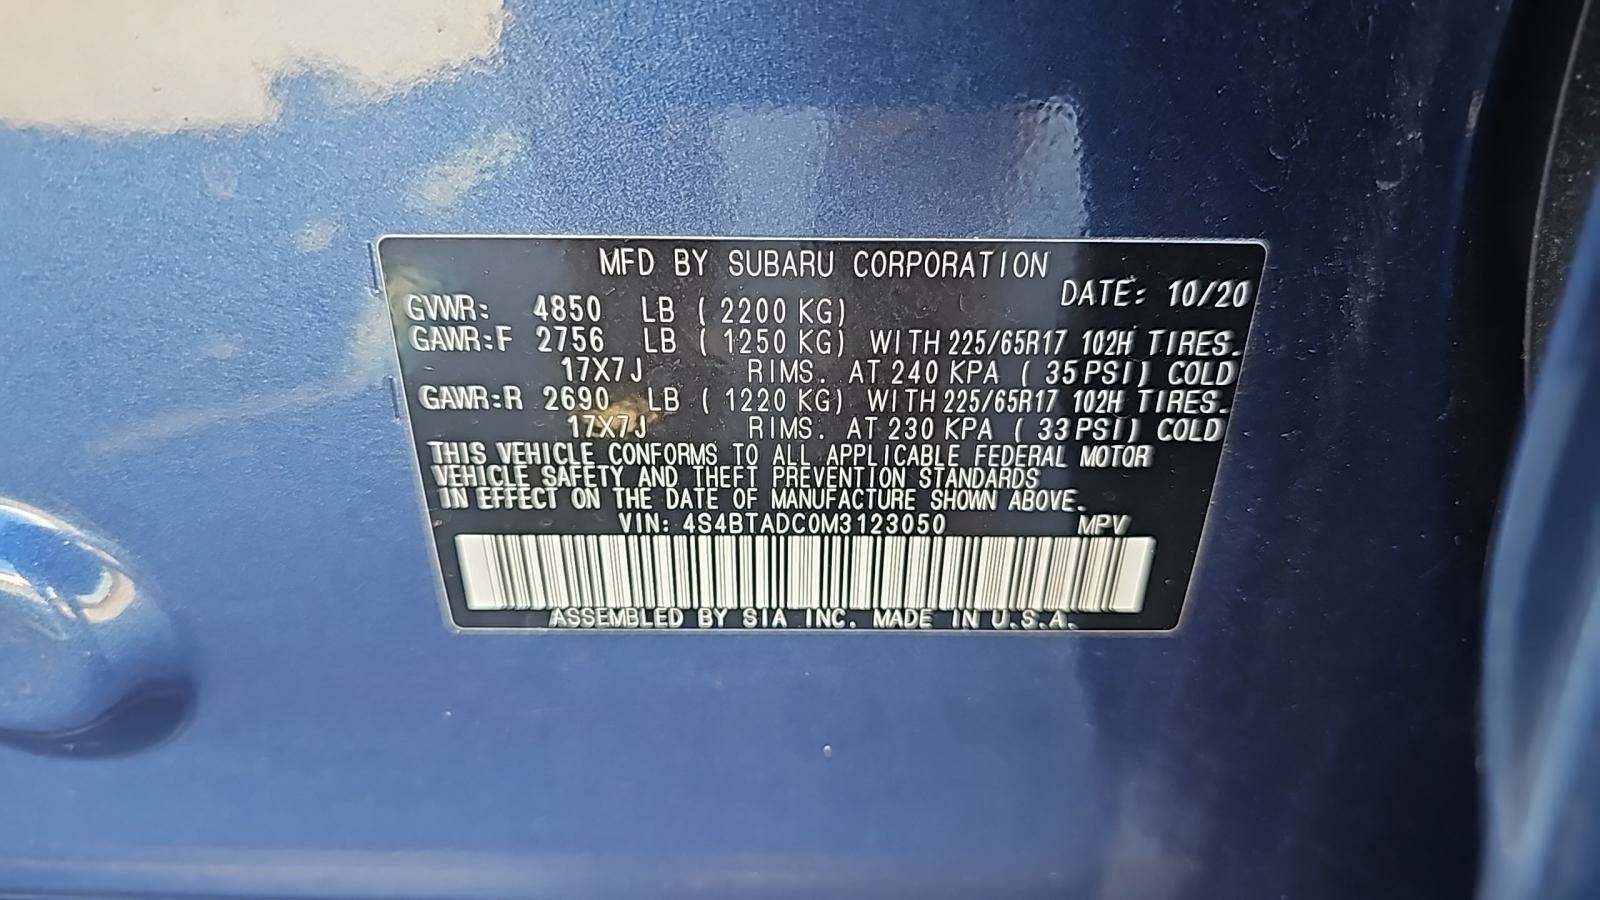 MFD BY SUBARU CORPORATION
DATE: 10/20
GVWR: 4850 LB ( 2200 KG)
GAWR:F 2756 LB ( 1250 KG) WITH 225/65R17 102H TIRES.
17X7J RIMS. AT 240 KPA ( 35 PSI) COLD
GAWR:R 2690 LB ( 1220 KG) WITH 225/65R17 102H TIRES.
17X7J RIMS. AT 230 KPA ( 33 PSI) COLD
THIS VEHICLE CONFORMS TO ALL APPLICABLE FEDERAL MOTOR
VEHICLE SAFETY AND THEFT PREVENTION STANDARDS
IN EFFECT ON THE DATE OF MANUFACTURE SHOWN ABOVE.
VIN: 4S4BTADC0M3123050 MPV
ASSEMBLED BY SIA INC. MADE IN U.S.A.